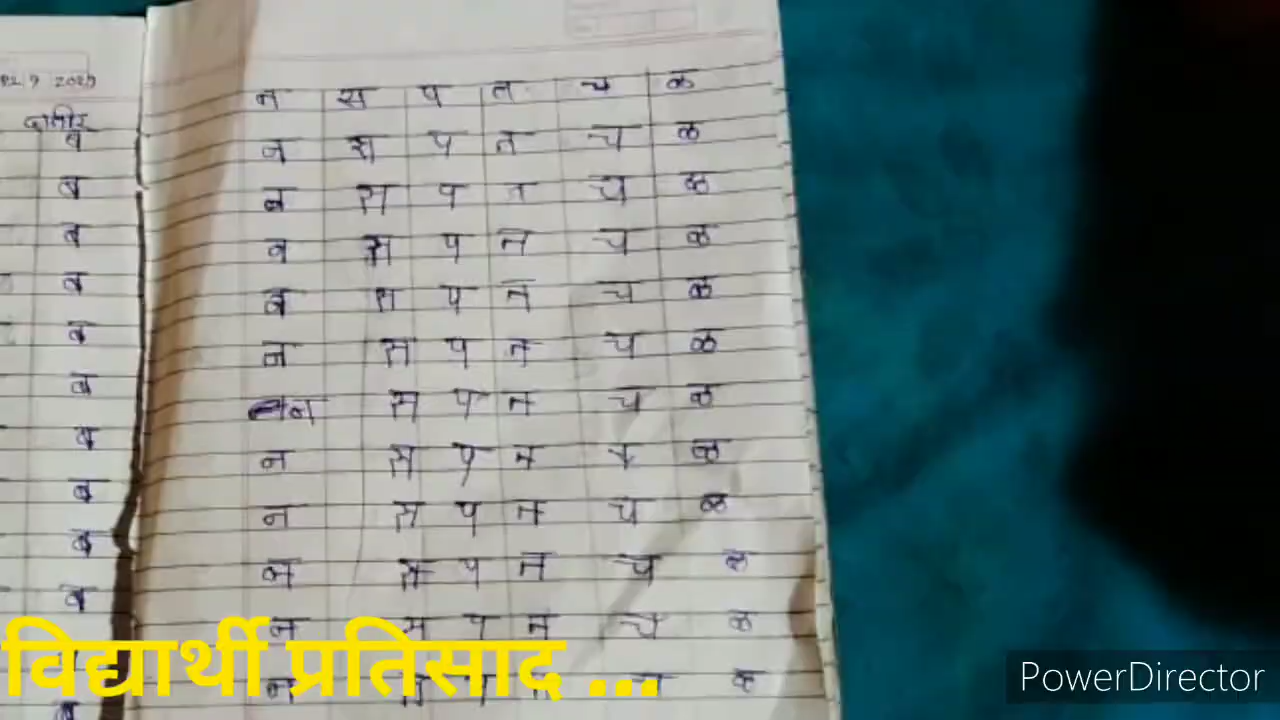 दातीर
ब
ब
ब
ब
ब
ब
ब
ब
ब
ब
न स प त च ळ
न स प त च ळ
न स प त च ळ
न स प त च ळ
न स प त च ळ
न स प त च ळ
न स प त च ळ
न स प त च ळ
न स प त च ळ
न स प त च ळ
न स प त च ळ
न स प त च ळ
विद्यार्थी प्रतिसाद ...
PowerDirector